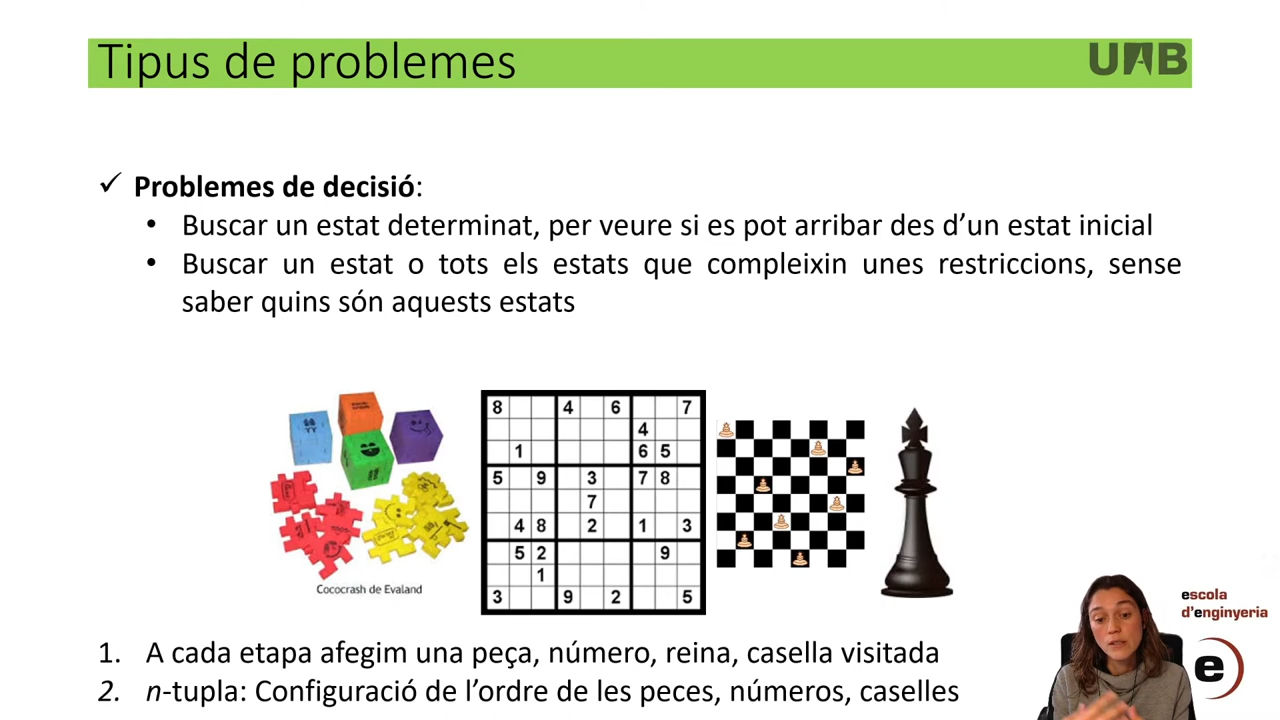 Tipus de problemes
UAB
✓ Problemes de decisió:
• Buscar un estat determinat, per veure si es pot arribar des d’un estat inicial
• Buscar un estat o tots els estats que compleixin unes restriccions, sense
saber quins són aquests estats
8 4 6 7
4
1 6 5
5 9 3 7 8
7
4 8 2 1 3
5 2 9
1
3 9 2 5
Cococrash de Evaland
escola
d'enginyeria
e
1. A cada etapa afegim una peça, número, reina, casella visitada
2. n-tupla: Configuració de l’ordre de les peces, números, caselles